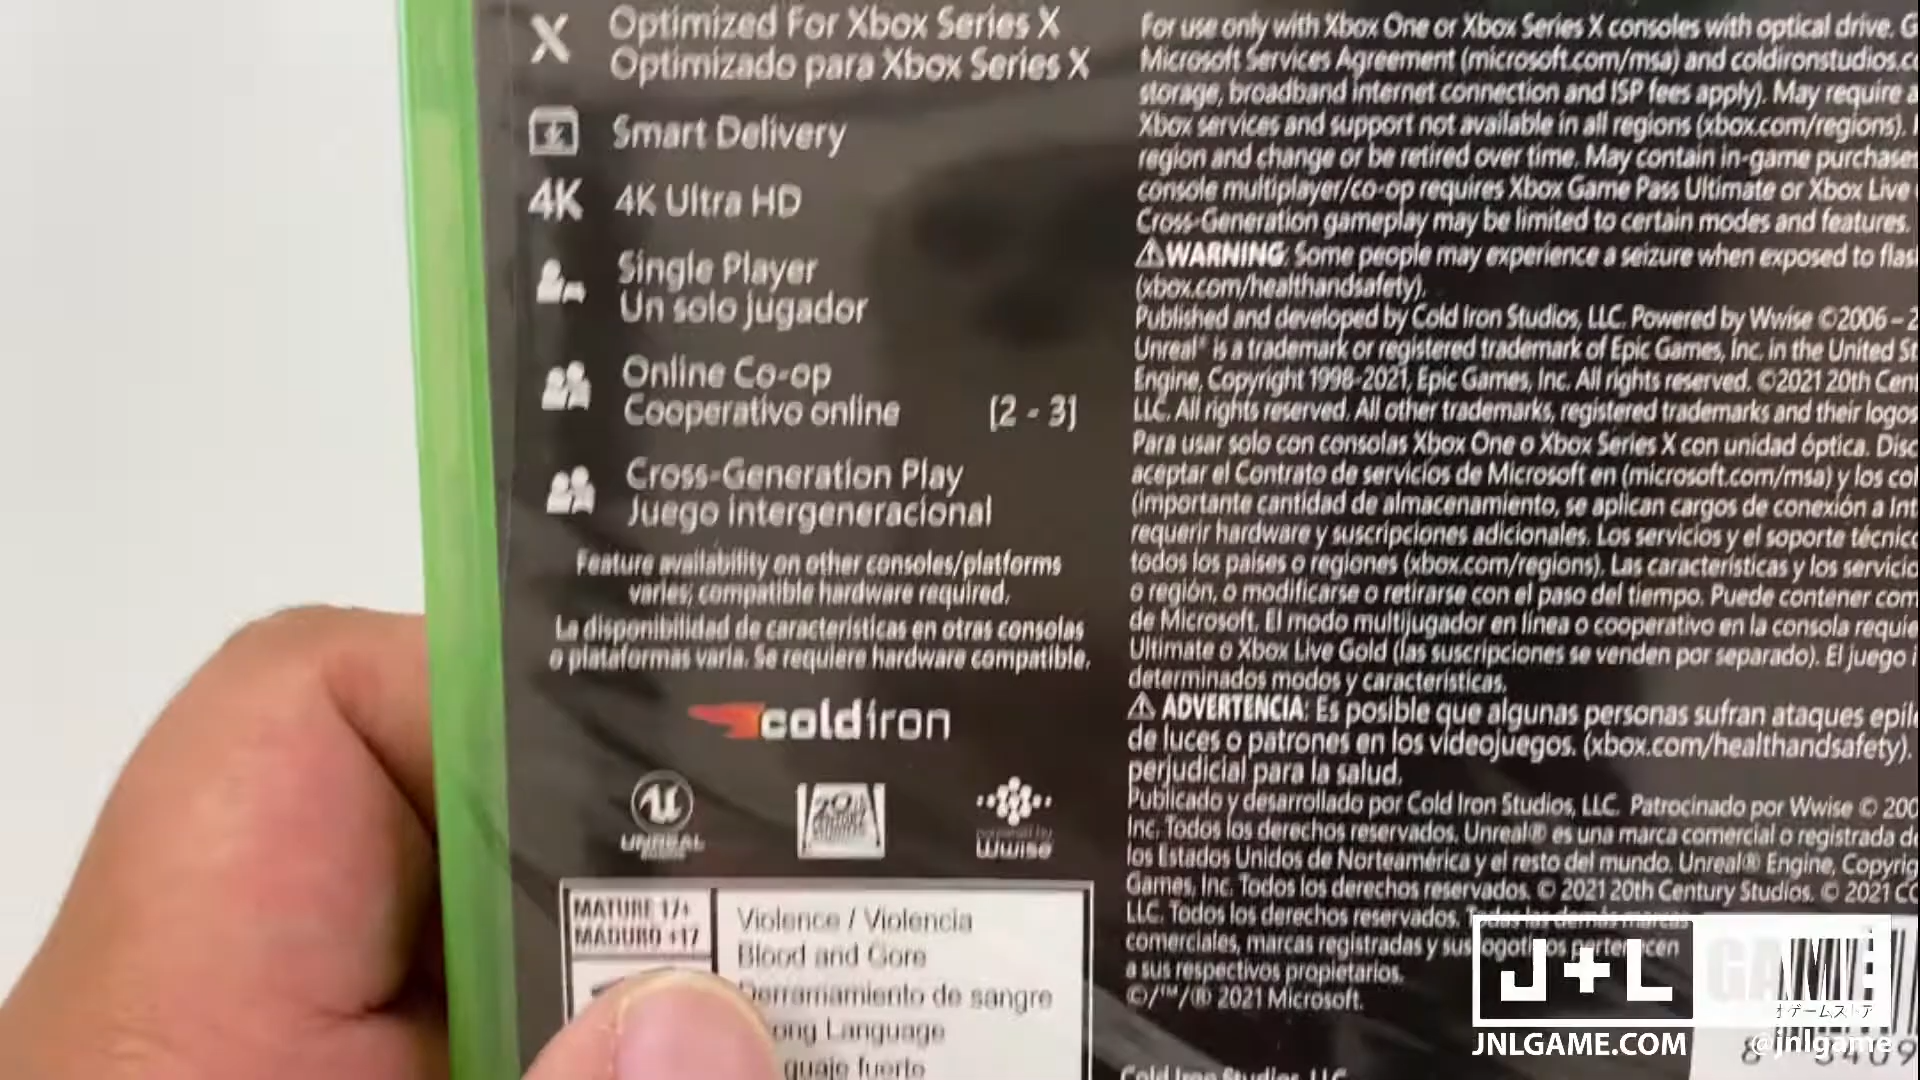 X Optimized For Xbox Series X
Optimizado para Xbox Series X
Smart Delivery
4K 4K Ultra HD
Single Player
Un solo jugador
Online Co-op
Cooperativo online [2 - 3]
Cross-Generation Play
Juego intergeneracional
Feature availability on other consoles/platforms
varies; compatible hardware required.
La disponibilidad de características en otras consolas
o plataformas varía. Se requiere hardware compatible.
coldiron
UNREAL
powered by
Wwise
MATURE 17+
MADURO +17
Violence / Violencia
Blood and Gore
Derramamiento de sangre
Language
fuerte
For use only with Xbox One or Xbox Series X consoles with optical drive.
Microsoft Services Agreement (microsoft.com/msa) and coldironstudios.
storage, broadband internet connection and ISP fees apply). May require
Xbox services and support not available in all regions (xbox.com/regions).
region and change or be retired over time. May contain in-game
console multiplayer/co-op requires Xbox Game Pass Ultimate or Xbox Live
Cross-Generation gameplay may be limited to certain modes and features.
⚠WARNING: Some people may experience a seizure when exposed to
(xbox.com/healthandsafety).
Published and developed by Cold Iron Studios, LLC. Powered by Wwise ©2006 –
Unreal® is a trademark or registered trademark of Epic Games, Inc. in the United
Engine, Copyright 1998-2021, Epic Games, Inc. All rights reserved. ©2021 20th
LLC. All rights reserved. All other trademarks, registered trademarks and their logos
Para usar solo con consolas Xbox One o Xbox Series X con unidad óptica.
aceptar el Contrato de servicios de Microsoft en (microsoft.com/msa) y los
(importante cantidad de almacenamiento, se aplican cargos de conexión a
requerir hardware y suscripciones adicionales. Los servicios y el soporte
todos los países o regiones (xbox.com/regions). Las características y los
o región, o modificarse o retirarse con el paso del tiempo. Puede contener
de Microsoft. El modo multijugador en línea o cooperativo en la consola
Ultimate o Xbox Live Gold (las suscripciones se venden por separado). El juego
determinados modos y características.
⚠ ADVERTENCIA: Es posible que algunas personas sufran ataques
de luces o patrones en los videojuegos. (xbox.com/healthandsafety).
perjudicial para la salud.
Publicado y desarrollado por Cold Iron Studios, LLC. Patrocinado por Wwise ©
Inc. Todos los derechos reservados. Unreal® es una marca comercial o registrada
los Estados Unidos de Norteamérica y el resto del mundo. Unreal® Engine,
Games, Inc. Todos los derechos reservados. © 2021 20th Century Studios. © 2021
LLC. Todos los derechos reservados. Todas las demás marcas
comerciales, marcas registradas y sus logotipos pertenecen
a sus respectivos propietarios.
©/™/® 2021 Microsoft.
Cold Iron Studios, LLC
J+L GAME
JNLGAME.COM @jnlgame